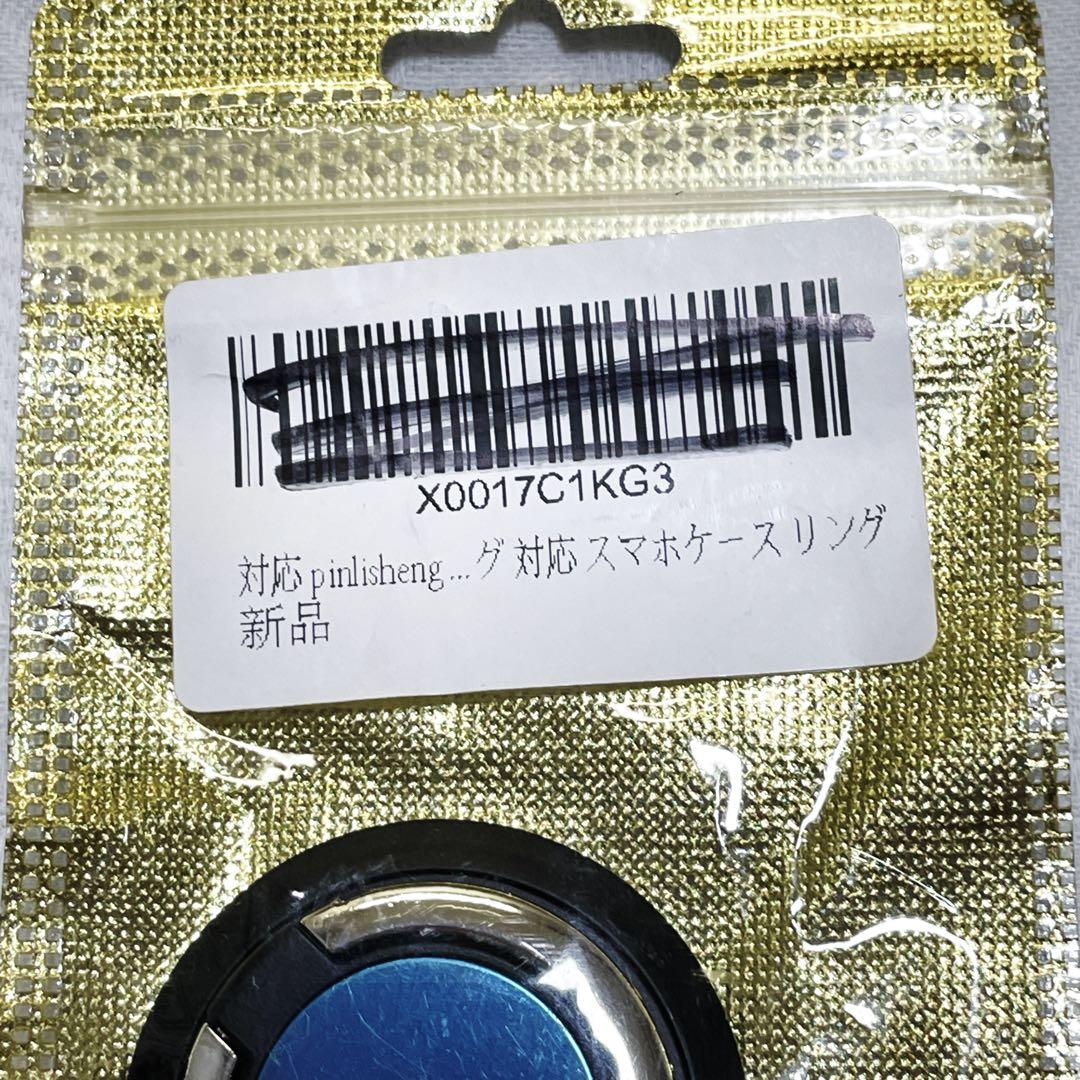 X0017C1KG3
対応 pinlisheng...グ 対応 スマホケース リング
新品